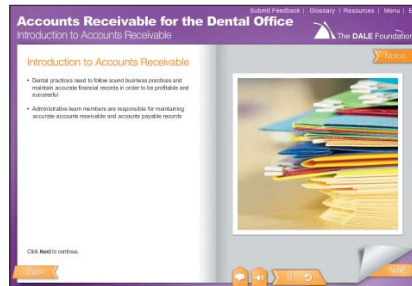 Submit Feedback | Glossary | Resources | Menu | E
Accounts Receivable for the Dental Office
Introduction to Accounts Receivable
The DALE Foundation
Notes
Introduction to Accounts Receivable
• Dental practices need to follow sound business practices and
maintain accurate financial records in order to be profitable and
successful
• Administrative team members are responsible for maintaining
accurate accounts receivable and accounts payable records
Click Next to continue.
Back
Next